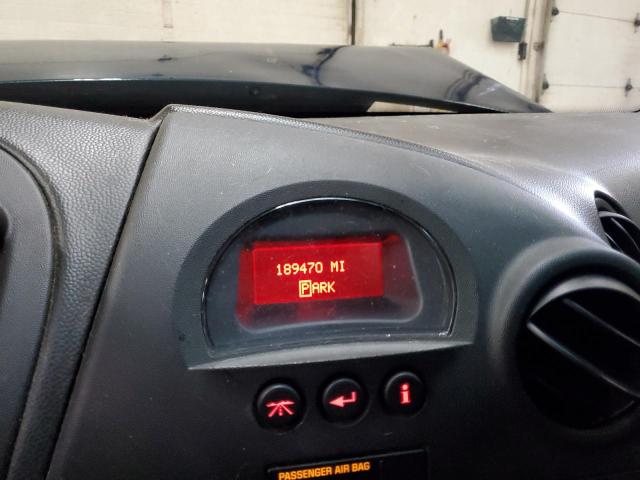 189470 MI
PARK
i
PASSENGER AIR BAG